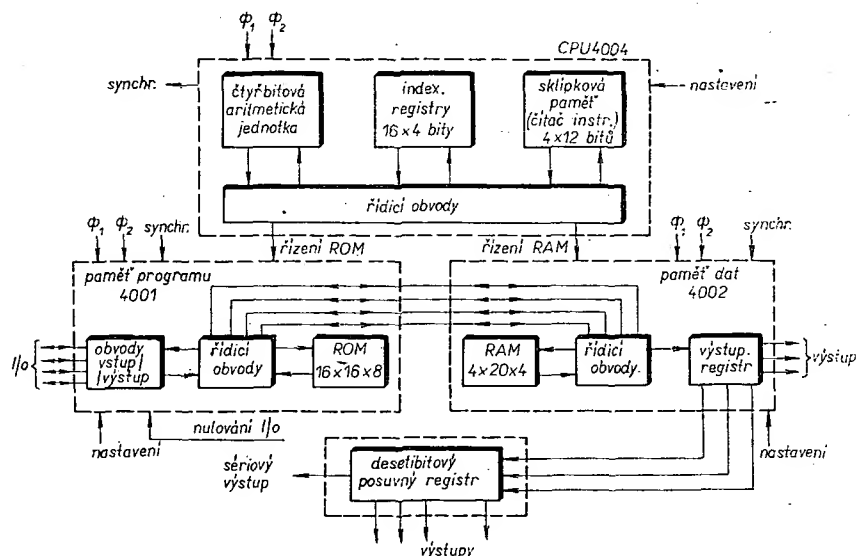 Φ1 Φ2
CPU4004
synchr.
nastavení
čtyřbitová
aritmetická
jednotka
index.
registry
16×4 bity
sklípková
paměť
(čítač instr.)
4×12 bitů
řídicí obvody
Φ1 Φ2 synchr.
řízení ROM
řízení RAM
Φ1 Φ2 synchr.
paměť programu
4001
paměť dat
4002
I/o
obvody
vstup/
/výstup
řídicí
obvody
ROM
16×16×8
RAM
4×20×4
řídicí
obvody.
výstup.
registr
výstup
nastavení
nulování I/o
nastavení
sériový
výstup
desetibitový
posuvný registr
výstupy